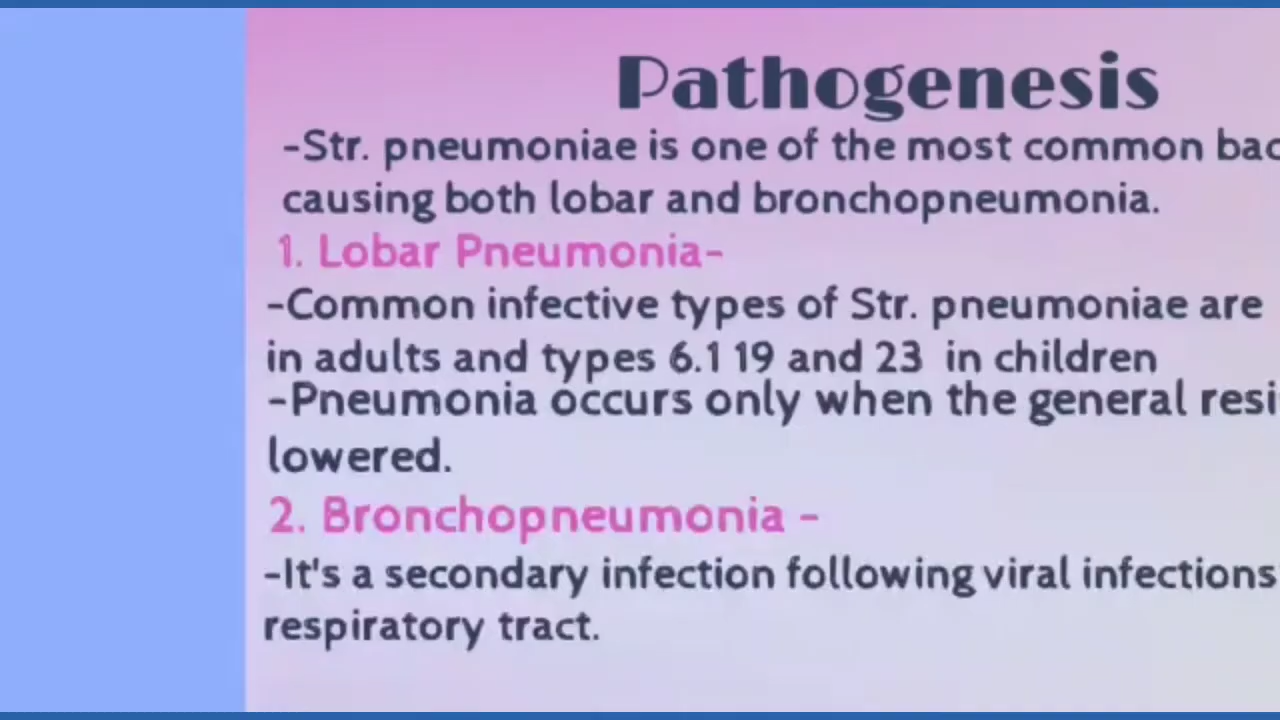 Pathogenesis
-Str. pneumoniae is one of the most common bac
causing both lobar and bronchopneumonia.
1. Lobar Pneumonia-
-Common infective types of Str. pneumoniae are
in adults and types 6.1 19 and 23 in children
-Pneumonia occurs only when the general resi
lowered.
2. Bronchopneumonia -
-It's a secondary infection following viral infections
respiratory tract.